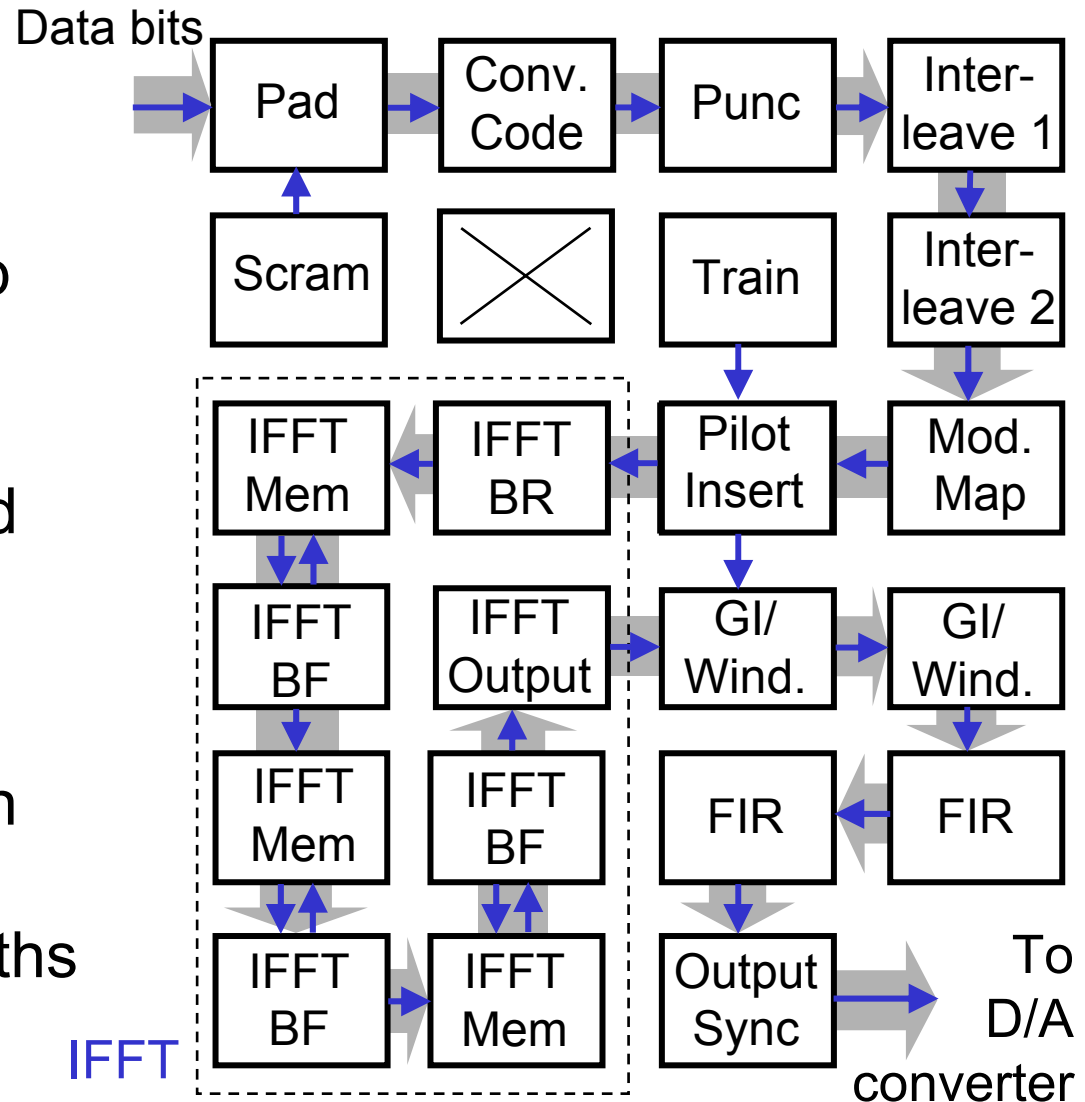 Data bits
Pad
Conv.
Code
Punc
Inter-
leave 1
Scram
Train
Inter-
leave 2
IFFT
Mem
IFFT
BR
Pilot
Insert
Mod.
Map
IFFT
BF
IFFT
Output
GI/
Wind.
GI/
Wind.
IFFT
Mem
IFFT
BF
FIR
FIR
IFFT
BF
IFFT
Mem
Output
Sync
To
D/A
converter
ths
IFFT